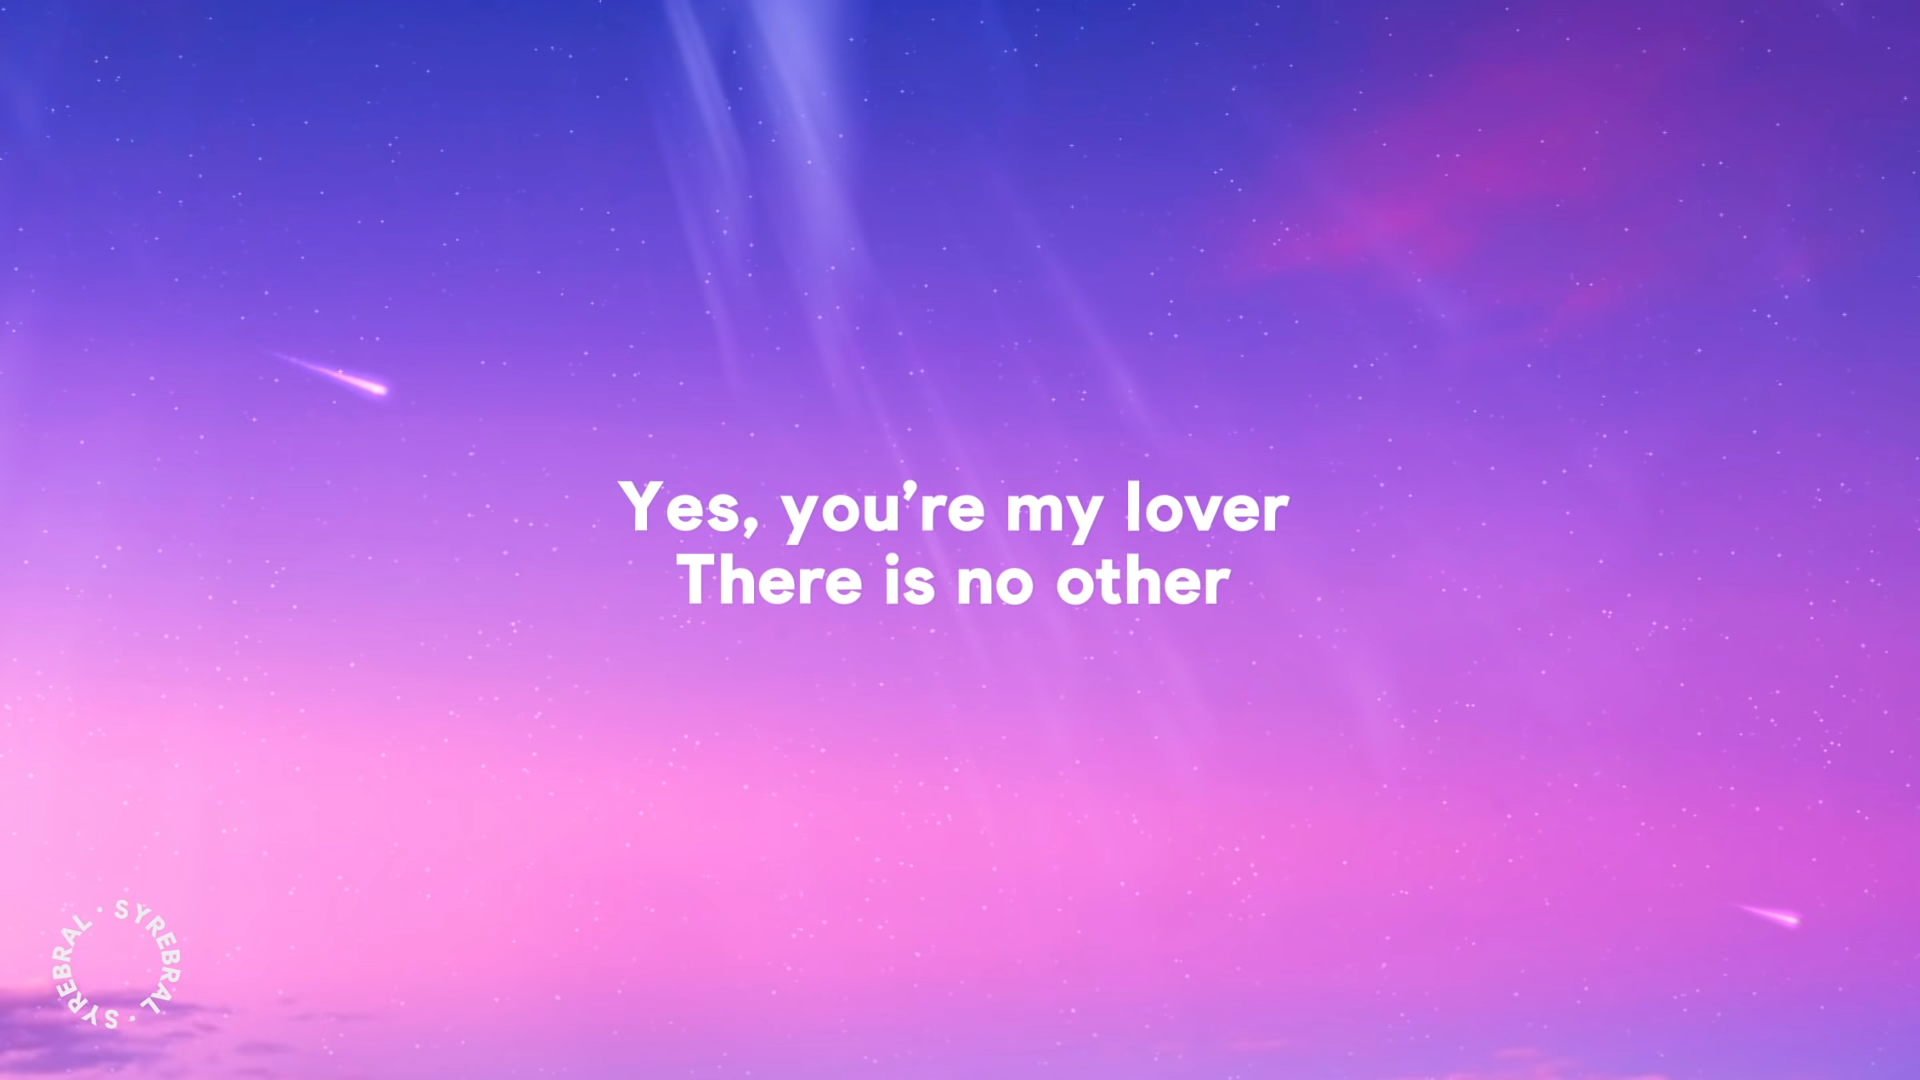 Yes, you're my lover
There is no other
SYREBRAL · SYREBRAL ·